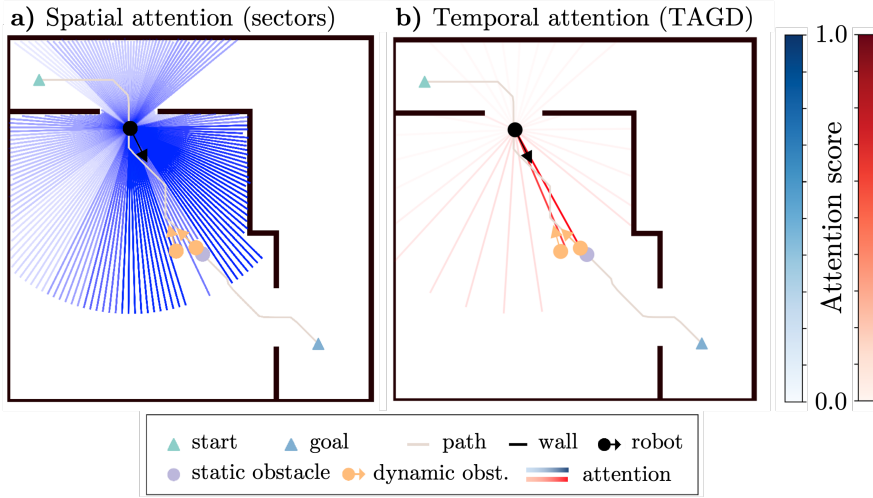 a) Spatial attention (sectors)
b) Temporal attention (TAGD)
1.0
Attention score
0.0
start
goal
path
wall
robot
static obstacle
dynamic obst.
attention